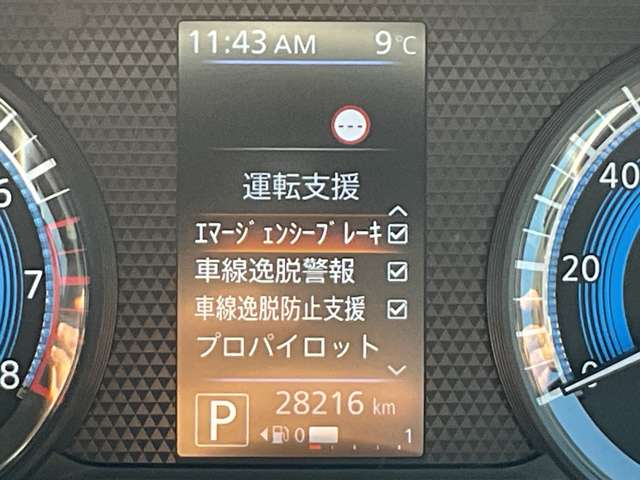 11:43 AM 9°C
---
運転支援
ｴﾏｰｼﾞｪﾝｼｰﾌﾞﾚｰｷ
車線逸脱警報
車線逸脱防止支援
プロパイロット
P 28216 km
0 1
6
7
8
40
20
0